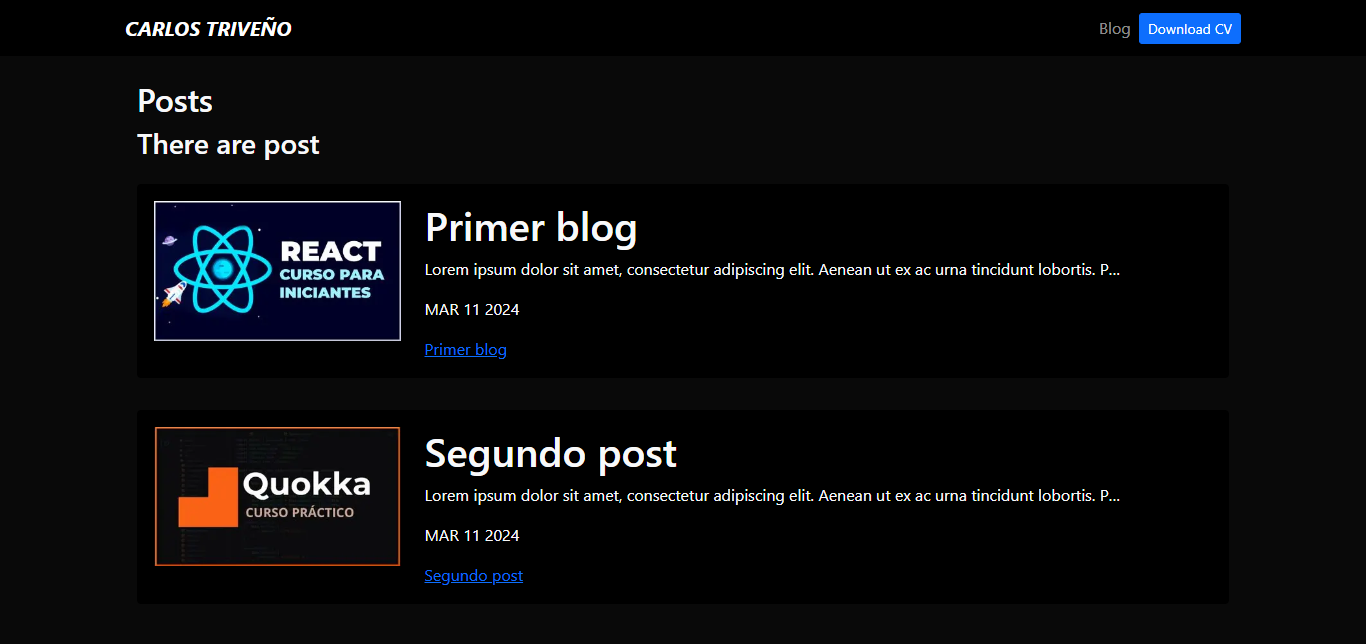 CARLOS TRIVEÑO
Blog
Download CV
Posts
There are post
REACT
CURSO PARA
INICIANTES
Primer blog
Lorem ipsum dolor sit amet, consectetur adipiscing elit. Aenean ut ex ac urna tincidunt lobortis. P...
MAR 11 2024
Primer blog
Quokka
CURSO PRÁCTICO
Segundo post
Lorem ipsum dolor sit amet, consectetur adipiscing elit. Aenean ut ex ac urna tincidunt lobortis. P...
MAR 11 2024
Segundo post